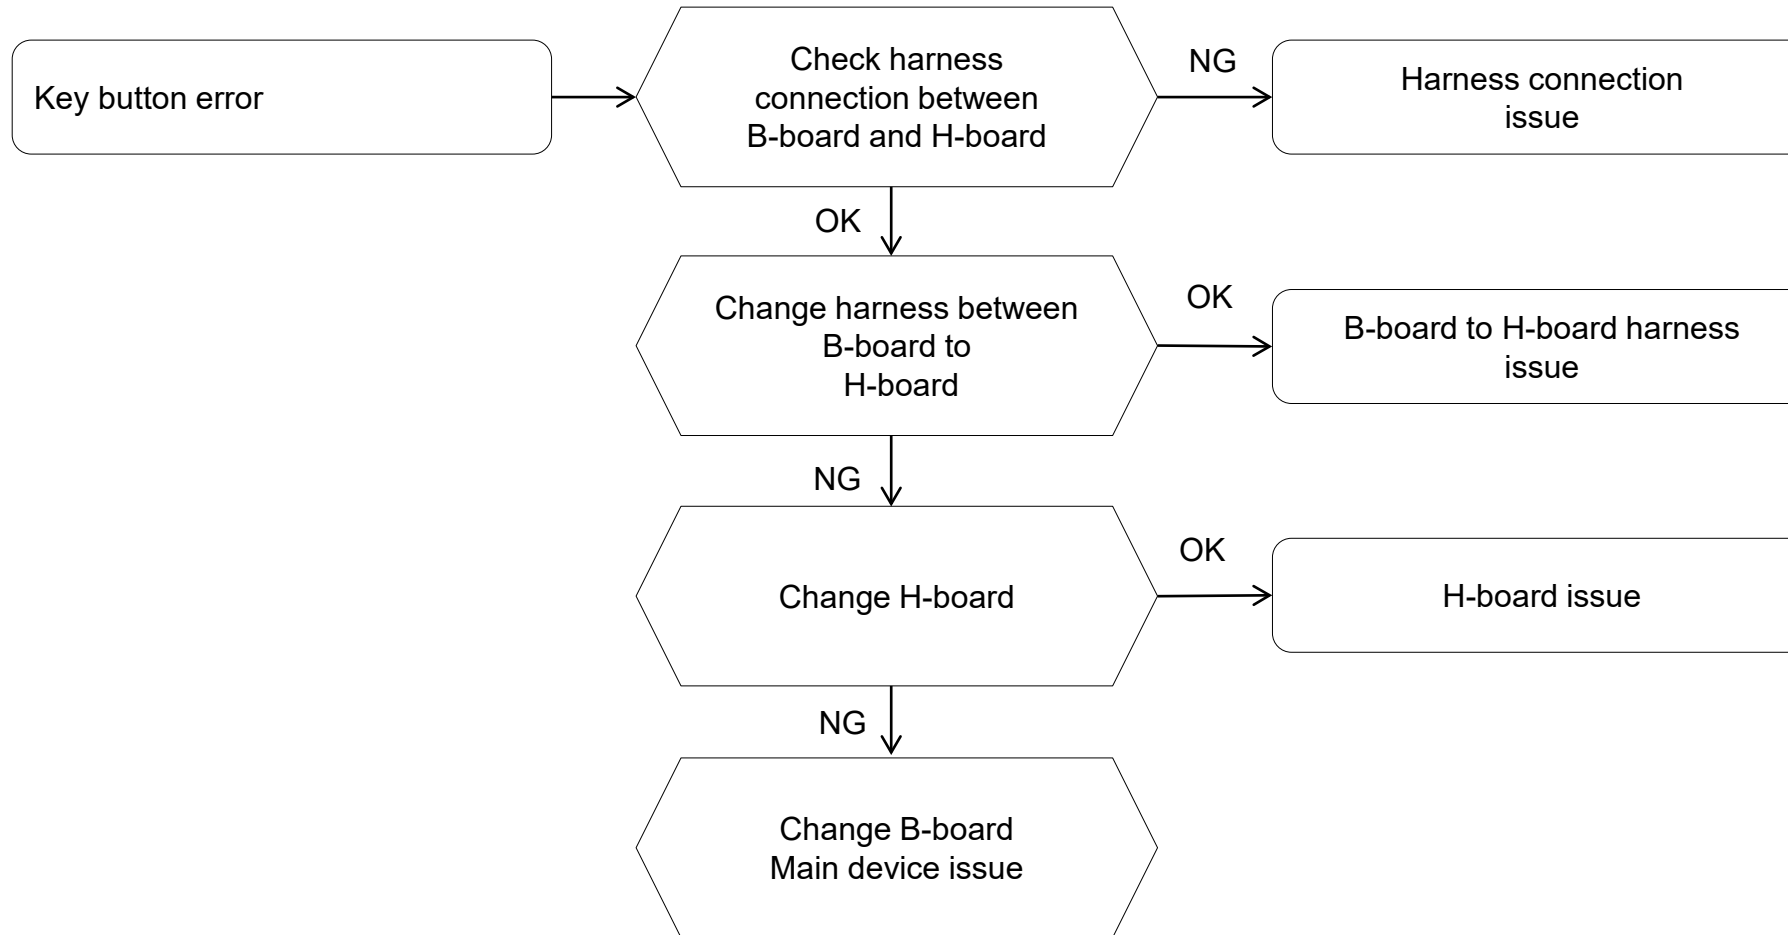 Key button error
Check harness
connection between
B-board and H-board
NG
Harness connection
issue
OK
Change harness between
B-board to
H-board
OK
B-board to H-board harness
issue
NG
Change H-board
OK
H-board issue
NG
Change B-board
Main device issue